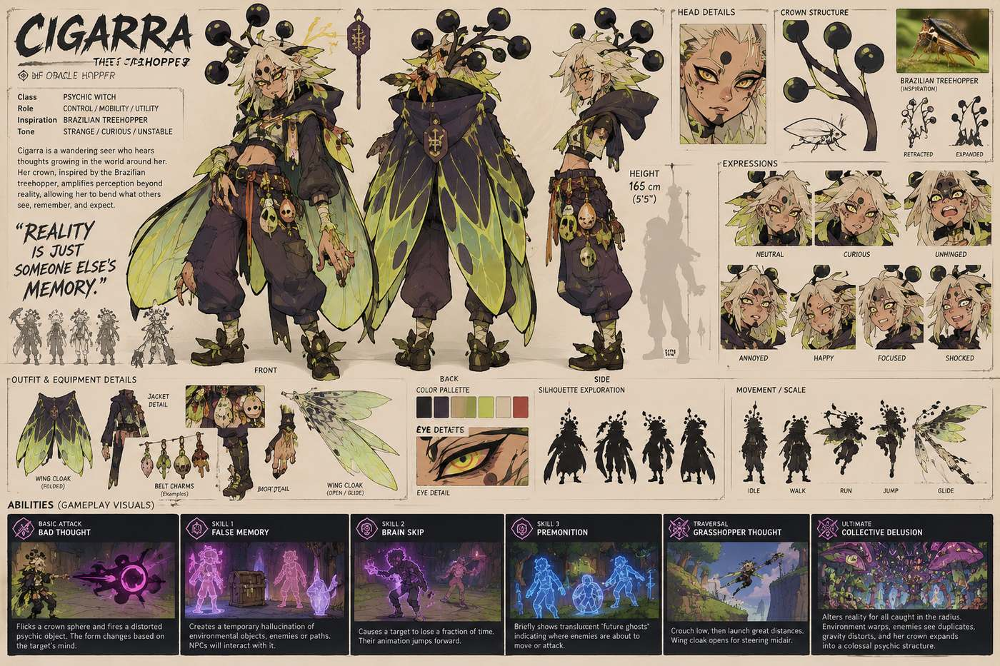 CIGARRA
Class PSYCHIC WITCH
Role CONTROL / MOBILITY / UTILITY
Inspiration BRAZILIAN TREEHOPPER
Tone STRANGE / CURIOUS / UNSTABLE
Cigarra is a wandering seer who hears
thoughts growing in the world around her.
Her crown, inspired by the Brazilian
treehopper, amplifies perception beyond
reality, allowing her to bend what others
see, remember, and expect.
“REALITY
IS JUST
SOMEONE ELSE’S
MEMORY.”
FRONT
BACK
SIDE
HEIGHT
165 cm
(5'5")
HEAD DETAILS
CROWN STRUCTURE
BRAZILIAN TREEHOPPER
(INSPIRATION)
RETRACTED
EXPANDED
EXPRESSIONS
NEUTRAL
CURIOUS
UNHINGED
ANNOYED
HAPPY
FOCUSED
SHOCKED
OUTFIT & EQUIPMENT DETAILS
WING CLOAK
(FOLDED)
JACKET
DETAIL
BELT CHARMS
(Examples)
WING CLOAK
(OPEN / GLIDE)
COLOR PALLETTE
EYE DETAILS
EYE DETAIL
SILHOUETTE EXPLORATION
MOVEMENT / SCALE
IDLE
WALK
RUN
JUMP
GLIDE
ABILITIES (GAMEPLAY VISUALS)
BASIC ATTACK
BAD THOUGHT
Flicks a crown sphere and fires a distorted
psychic object. The form changes based on
the target's mind.
SKILL 1
FALSE MEMORY
Creates a temporary hallucination of
environmental objects, enemies or paths.
NPCs will interact with it.
SKILL 2
BRAIN SKIP
Causes a target to lose a fraction of time.
Their animation jumps forward.
SKILL 3
PREMONITION
Briefly shows translucent "future ghosts"
indicating where enemies are about to
move or attack.
TRAVERSAL
GRASSHOPPER THOUGHT
Crouch low, then launch great distances.
Wing cloak opens for steering midair.
ULTIMATE
COLLECTIVE DELUSION
Alters reality for all caught in the radius.
Environment warps, enemies see duplicates,
gravity distorts, and her crown expands
into a colossal psychic structure.